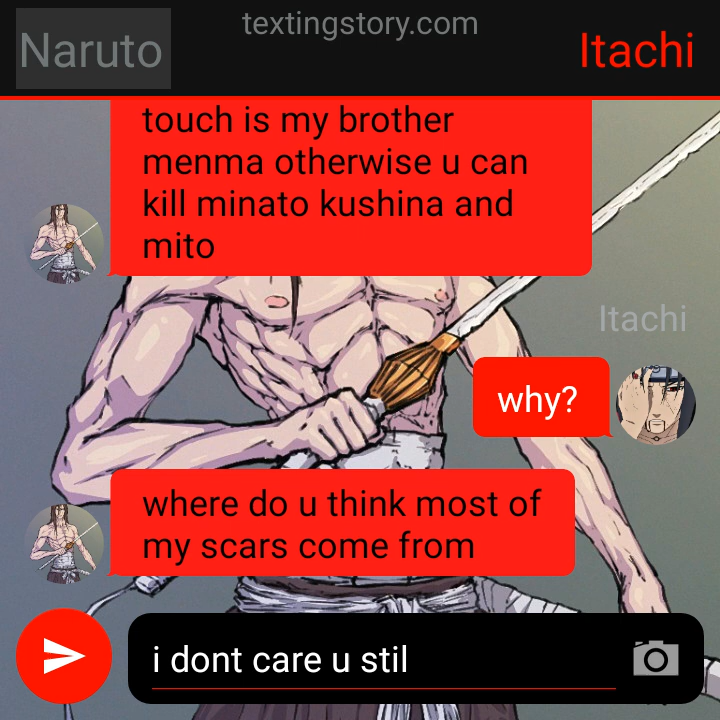 textingstory.com
Naruto
Itachi
touch is my brother
menma otherwise u can
kill minato kushina and
mito
Itachi
why?
where do u think most of
my scars come from
i dont care u stil